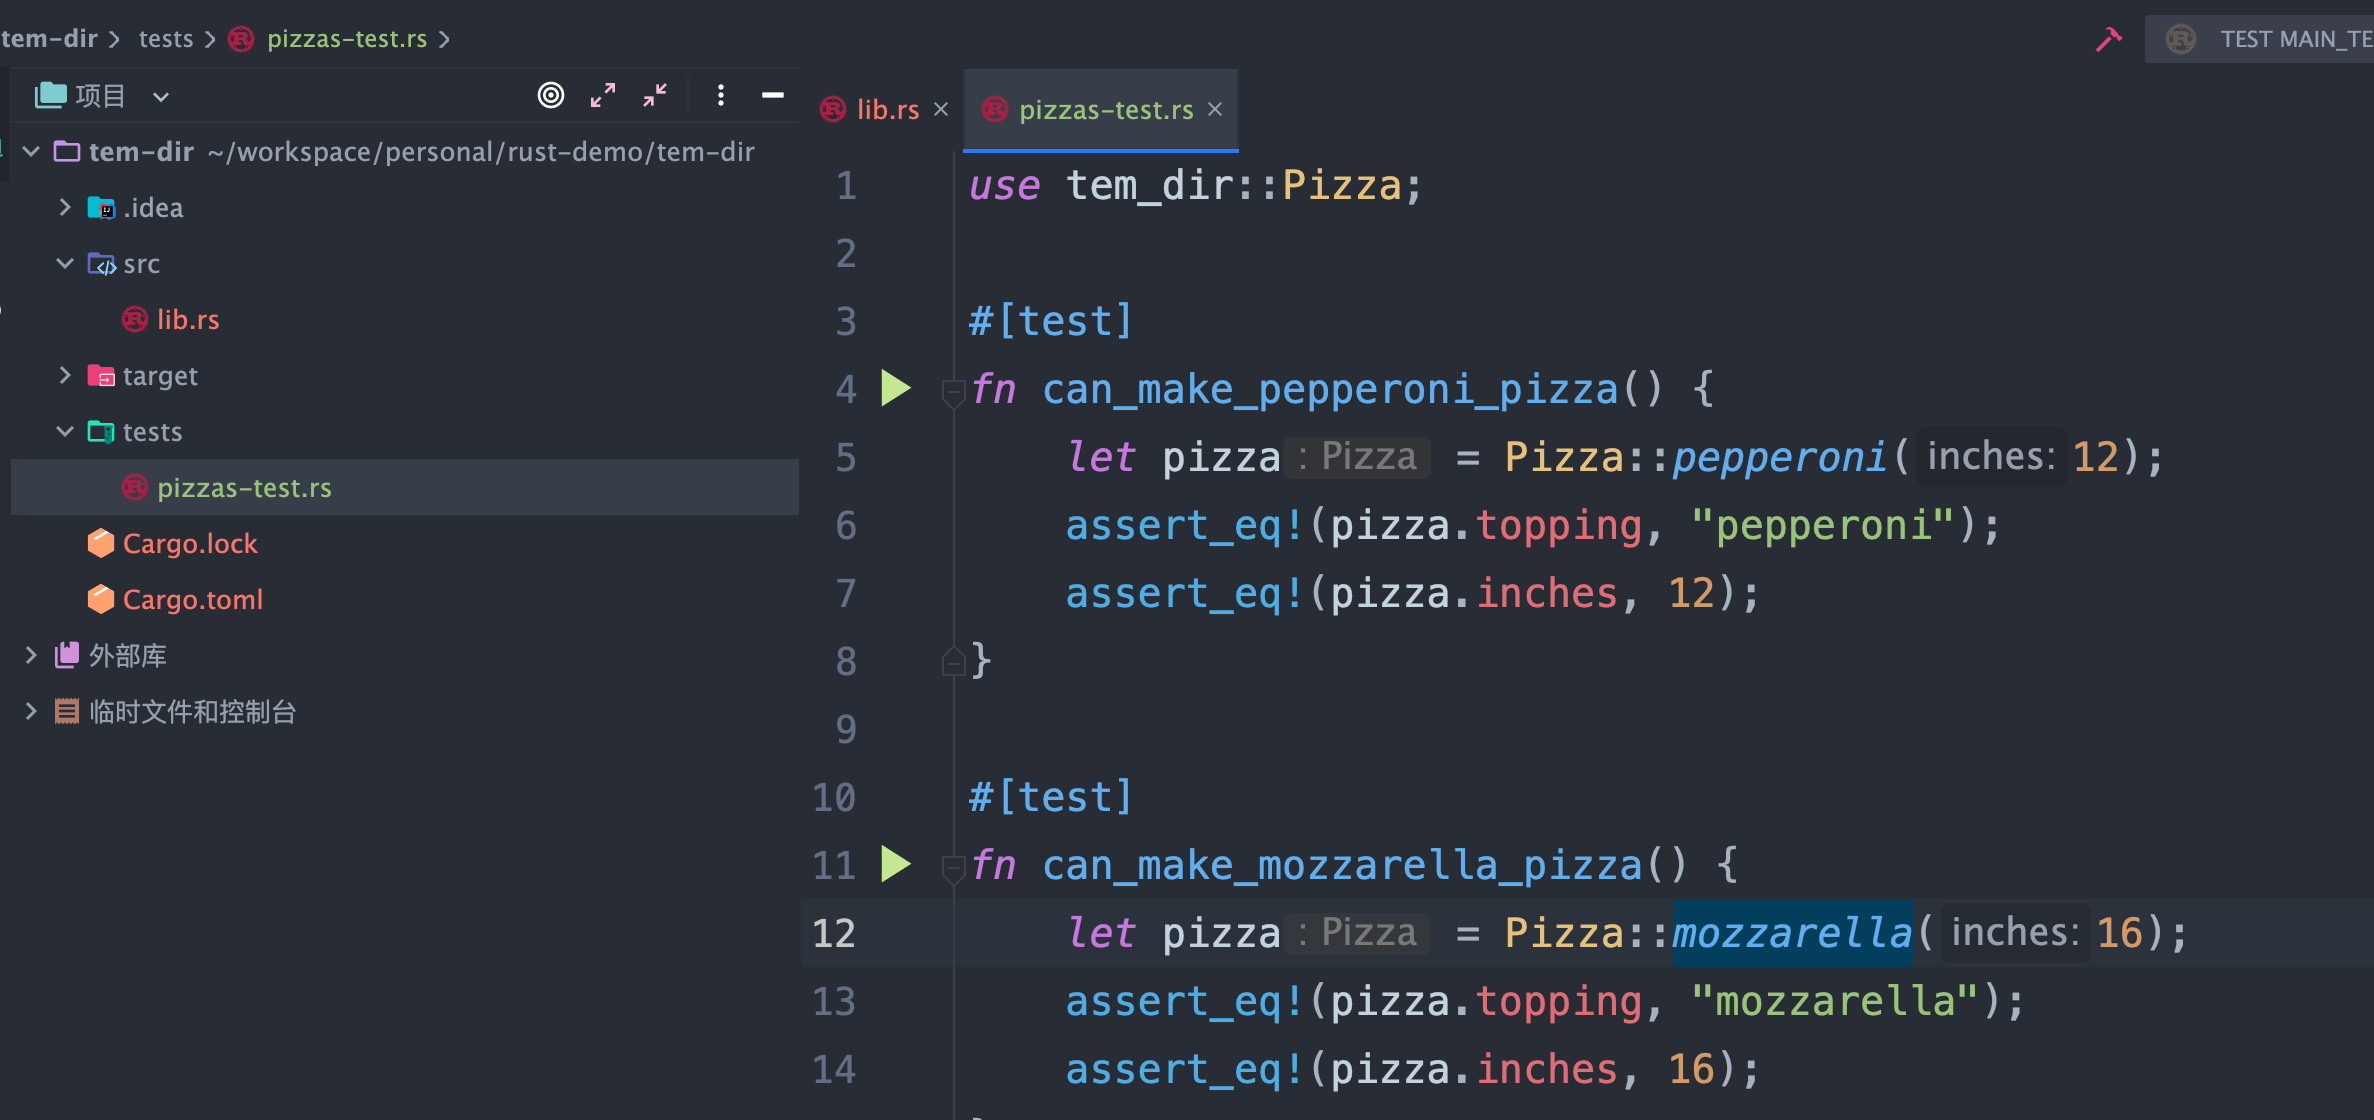 tem-dir > tests > pizzas-test.rs >
TEST MAIN_TE
项目
lib.rs ×
pizzas-test.rs ×
tem-dir ~/workspace/personal/rust-demo/tem-dir
.idea
src
lib.rs
target
tests
pizzas-test.rs
Cargo.lock
Cargo.toml
外部库
临时文件和控制台
1 use tem_dir::Pizza;
2
3 #[test]
4 fn can_make_pepperoni_pizza() {
5 let pizza : Pizza = Pizza::pepperoni( inches: 12);
6 assert_eq!(pizza.topping, "pepperoni");
7 assert_eq!(pizza.inches, 12);
8 }
9
10 #[test]
11 fn can_make_mozzarella_pizza() {
12 let pizza : Pizza = Pizza::mozzarella( inches: 16);
13 assert_eq!(pizza.topping, "mozzarella");
14 assert_eq!(pizza.inches, 16);